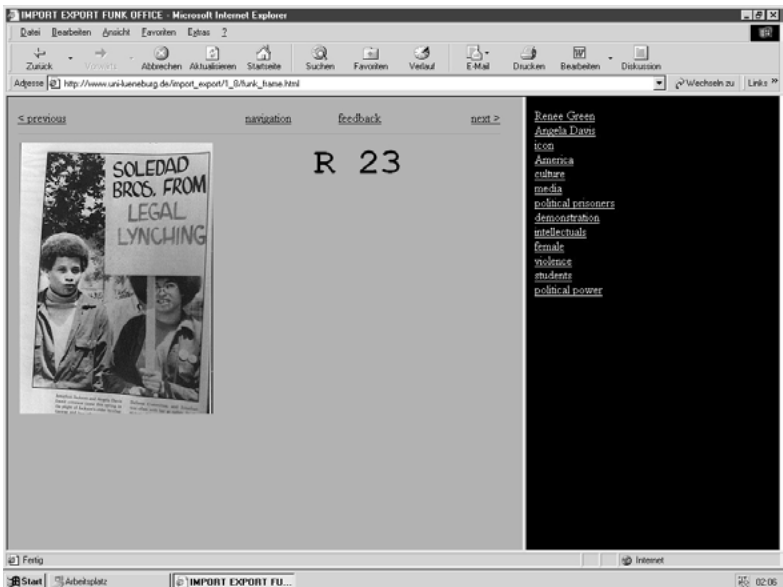 IMPORT EXPORT FUNK OFFICE - Microsoft Internet Explorer
Datei Bearbeiten Ansicht Favoriten Extras ?
Zurück Vorwärts Abbrechen Aktualisieren Startseite Suchen Favoriten Verlauf E-Mail Drucken Bearbeiten Diskussion
Adresse http://www.uni-lueneburg.de/import_export/1_8/funk_frame.html Wechseln zu Links »
< previous navigation feedback next >
R 23
SOLEDAD
BROS. FROM
LEGAL
LYNCHING
Renee Green
Angela Davis
icon
America
culture
media
political prisoners
demonstration
intellectuals
female
violence
students
political power
Fertig Internet
Start Arbeitsplatz IMPORT EXPORT FU... 02:06